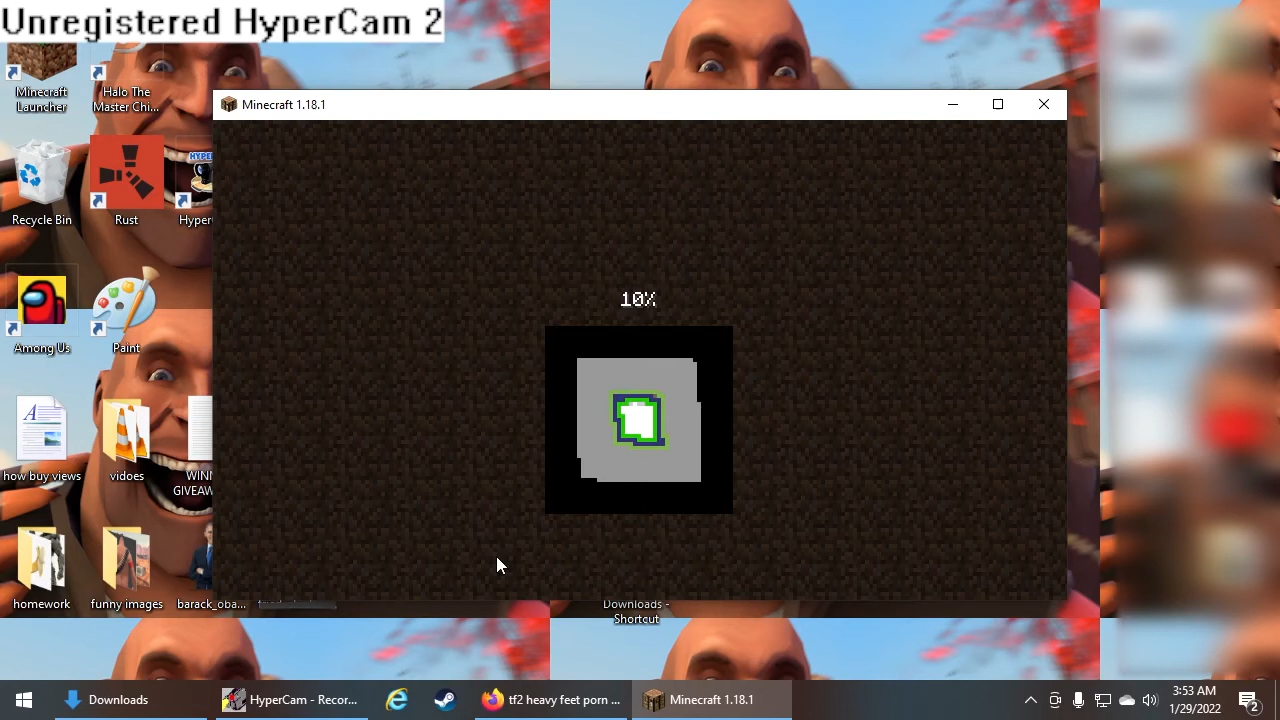 Unregistered HyperCam 2
Minecraft
Launcher
Halo The
Master Chi...
Minecraft 1.18.1
Recycle Bin
Rust
HYPE
Hyper
10%
Among Us
Paint
how buy views
vidoes
WINN
GIVEAW
homework
funny images
barack_oba...
Downloads -
Shortcut
Downloads
HyperCam - Recor...
tf2 heavy feet porn ...
Minecraft 1.18.1
3:53 AM
1/29/2022
2